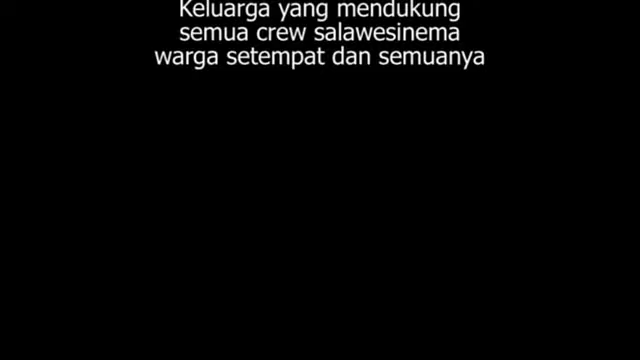 Keluarga yang mendukung
semua crew salawesinema
warga setempat dan semuanya